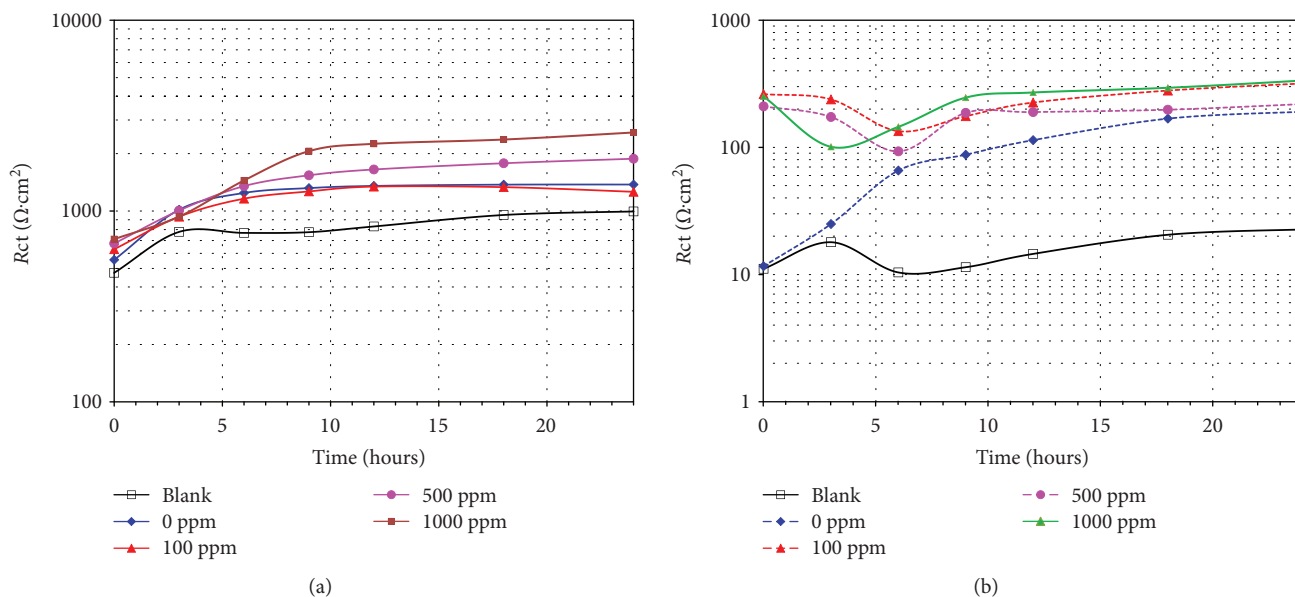 10000
1000
100
Rct (Ω·cm²)
0 5 10 15 20
Time (hours)
Blank
0 ppm
100 ppm
500 ppm
1000 ppm
(a)
1000
100
10
1
Rct (Ω·cm²)
0 5 10 15 20
Time (hours)
Blank
0 ppm
100 ppm
500 ppm
1000 ppm
(b)